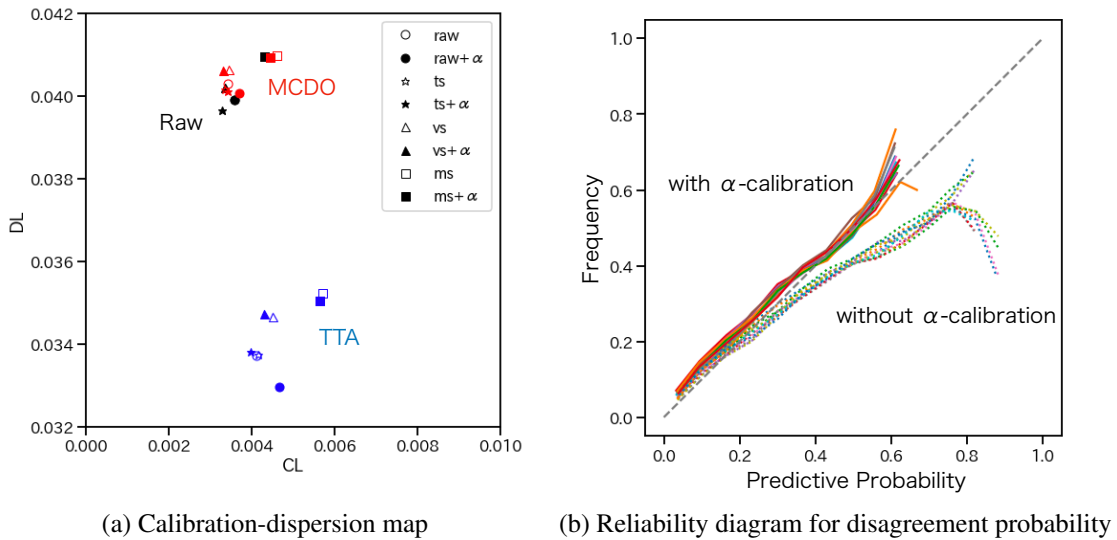 0.042
0.040
0.038
0.036
0.034
0.032
DL
0.000
0.002
0.004
0.006
0.008
0.010
CL
raw
raw+ α
ts
ts+ α
vs
vs+ α
ms
ms+ α
MCDO
Raw
TTA
(a) Calibration-dispersion map
1.0
0.8
0.6
0.4
0.2
0.0
Frequency
with α-calibration
without α-calibration
0.0
0.2
0.4
0.6
0.8
1.0
Predictive Probability
(b) Reliability diagram for disagreement probability